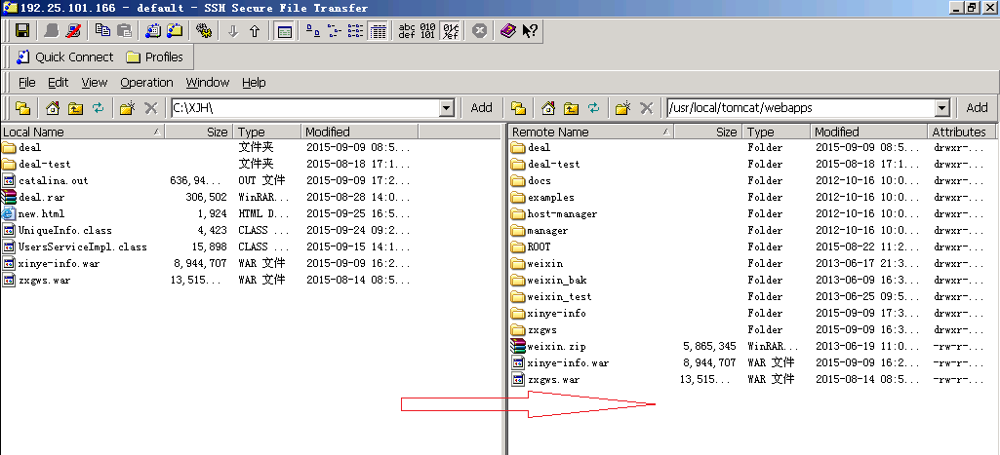 192.25.101.166 - default - SSH Secure File Transfer
abc def 010 101
Quick Connect Profiles
File Edit View Operation Window Help
C:\XJH\ Add /usr/local/tomcat/webapps Add
Local Name / Size Type Modified Remote Name / Size Type Modified Attributes
deal 文件夹 2015-09-09 08:5... deal Folder 2015-09-09 08:5... drwxr-...
deal-test 文件夹 2015-08-18 17:1... deal-test Folder 2015-08-18 17:1... drwxr-...
catalina.out 636,94... OUT 文件 2015-09-09 17:2... docs Folder 2012-10-16 10:0... drwxr-...
deal.rar 306,502 WinRAR... 2015-08-28 14:0... examples Folder 2012-10-16 10:0... drwxr-...
new.html 1,924 HTML D... 2015-09-25 16:5... host-manager Folder 2012-10-16 10:0... drwxr-...
UniqueInfo.class 4,423 CLASS ... 2015-09-24 09:2... manager Folder 2012-10-16 10:0... drwxr-...
UsersServiceImpl.class 15,898 CLASS ... 2015-09-15 14:1... ROOT Folder 2015-08-22 11:2... drwxr-...
xinye-info.war 8,944,707 WAR 文件 2015-09-09 16:2... weixin Folder 2013-06-17 21:3... drwxr-...
zxgws.war 13,515... WAR 文件 2015-08-14 08:5... weixin_bak Folder 2013-06-09 16:3... drwxr-...
weixin_test Folder 2013-06-25 09:5... drwxr-...
xinye-info Folder 2015-09-09 17:3... drwxr-...
zxgws Folder 2015-09-09 16:3... drwxr-...
weixin.zip 5,865,345 WinRAR... 2013-06-19 11:0... -rw-r-...
xinye-info.war 8,944,707 WAR 文件 2015-09-09 16:2... -rw-r-...
zxgws.war 13,515... WAR 文件 2015-08-14 08:5... -rw-r-...